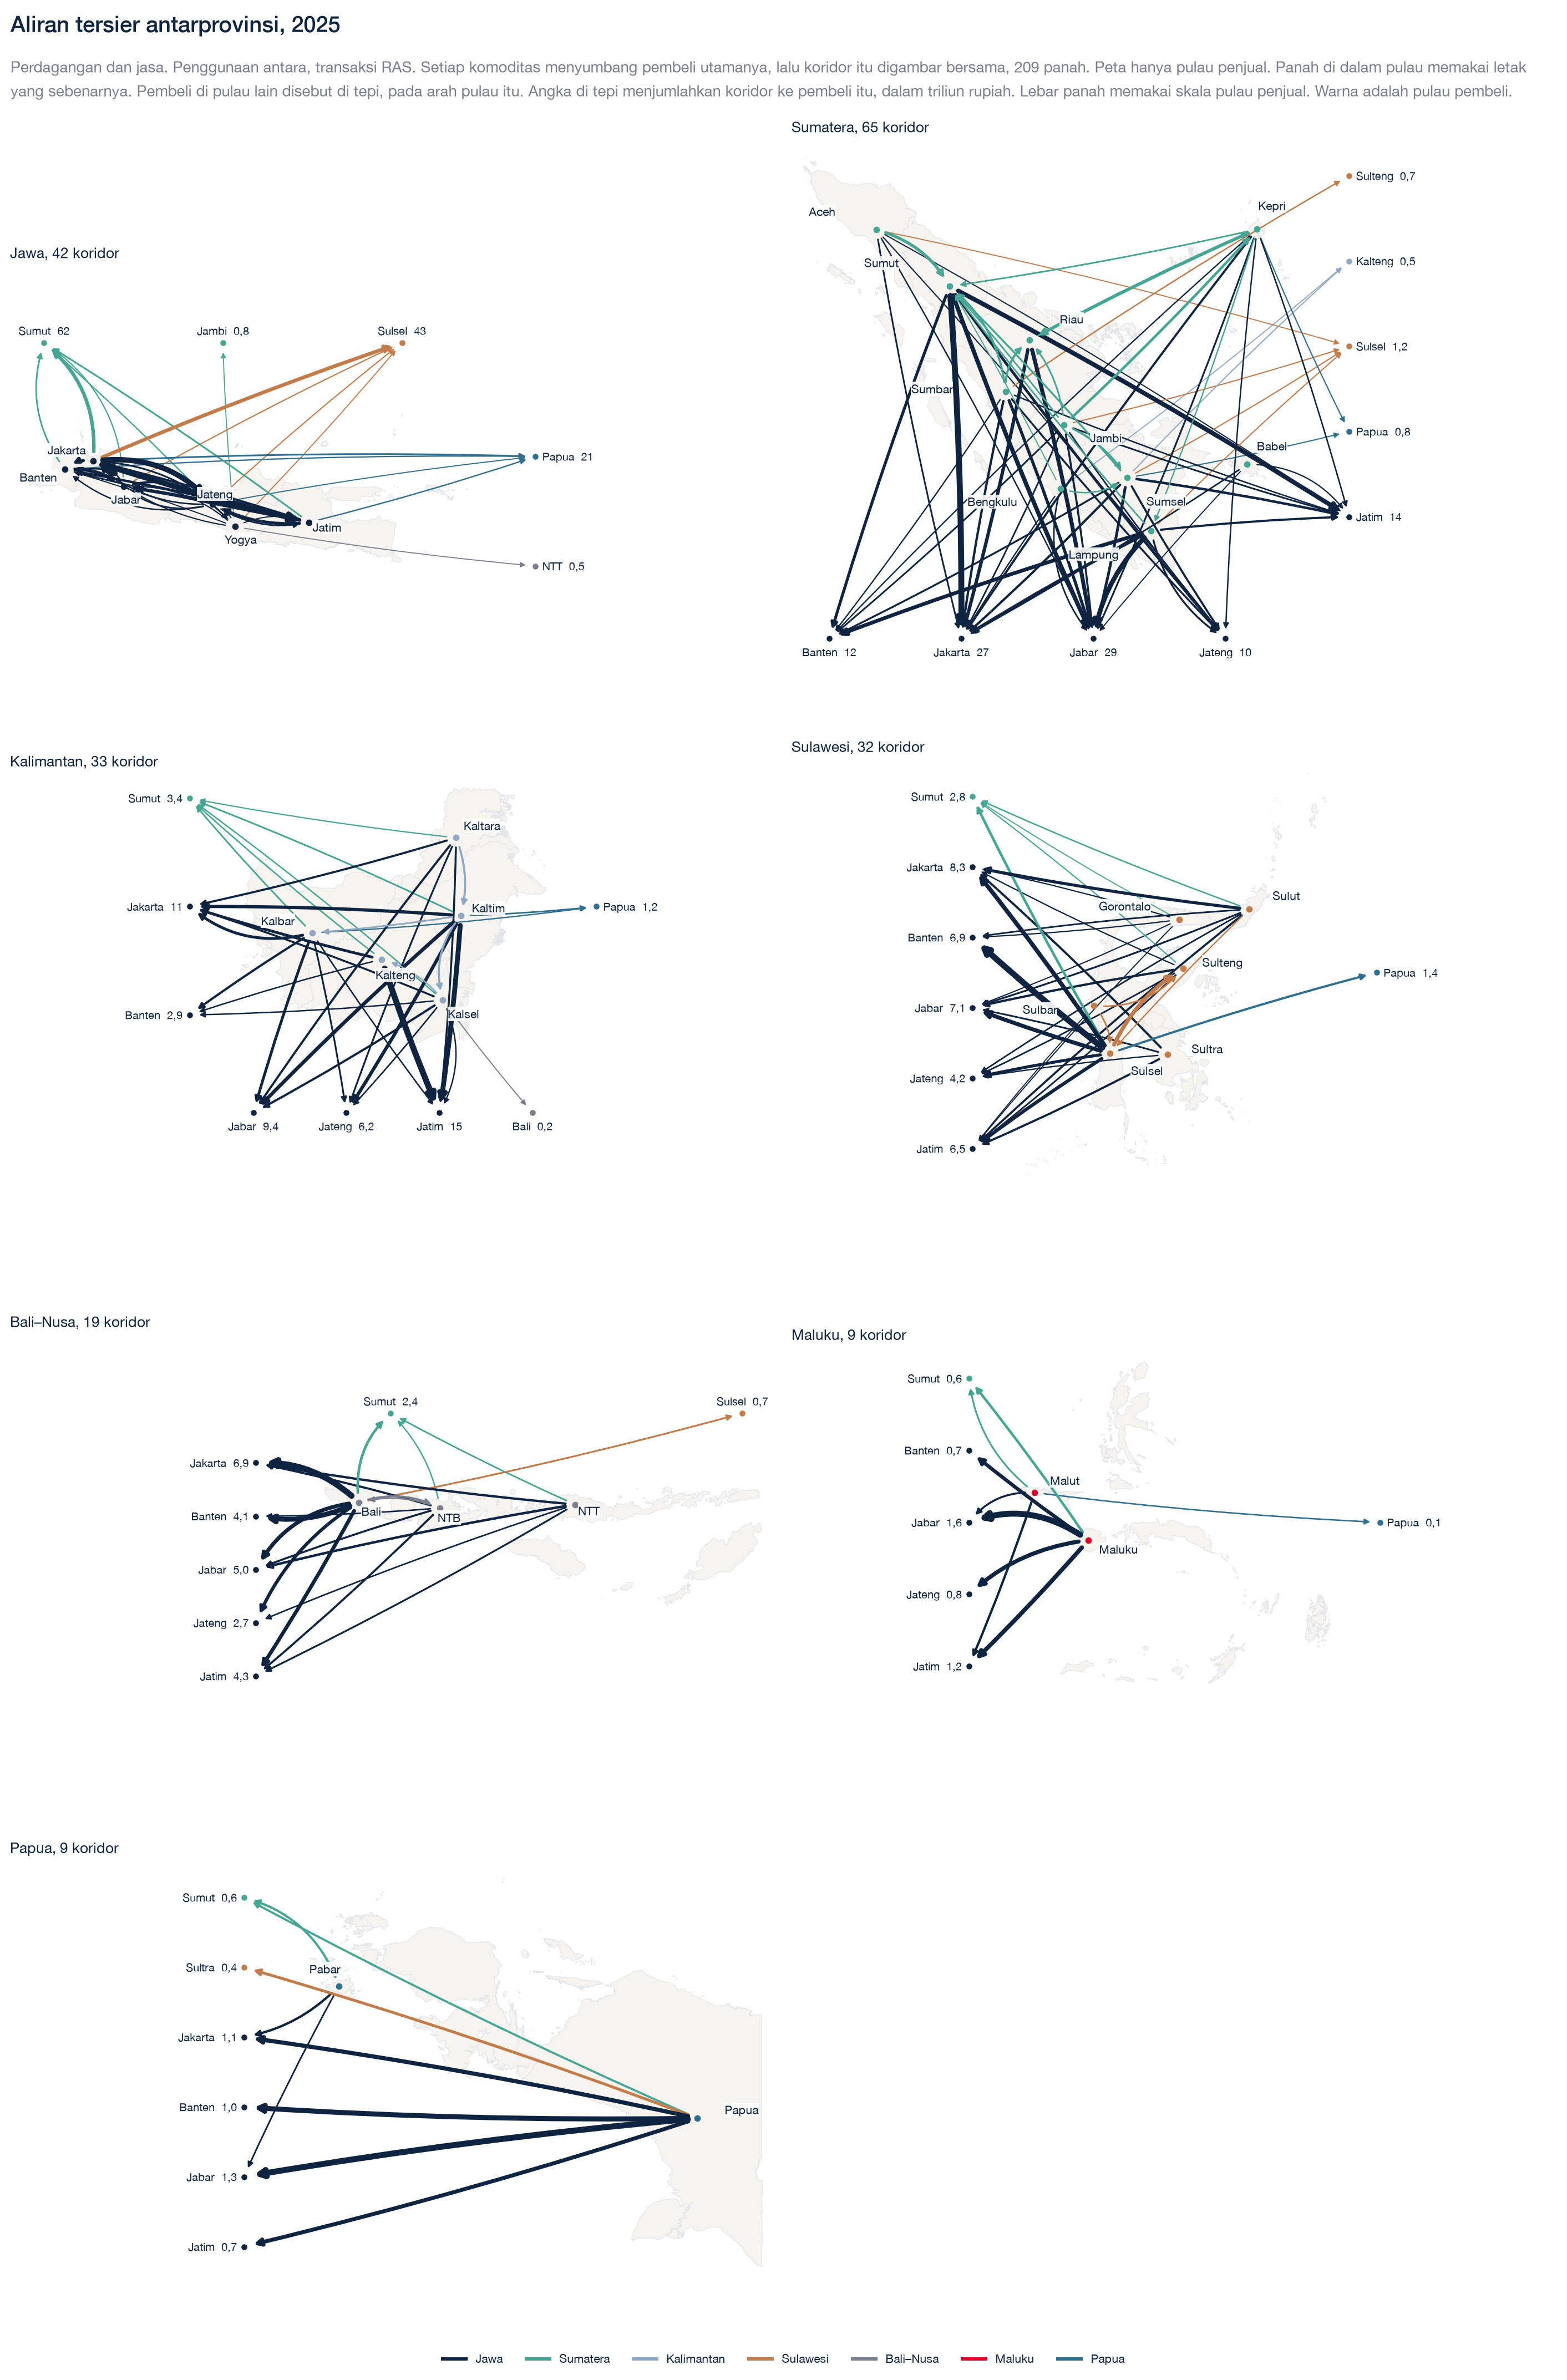 Aliran tersier antarprovinsi, 2025
Perdagangan dan jasa. Penggunaan antara, transaksi RAS. Setiap komoditas menyumbang pembeli utamanya, lalu koridor itu digambar bersama, 209 panah. Peta hanya pulau penjual. Panah di dalam pulau memakai letak
yang sebenarnya. Pembeli di pulau lain disebut di tepi, pada arah pulau itu. Angka di tepi menjumlahkan koridor ke pembeli itu, dalam triliun rupiah. Lebar panah memakai skala pulau penjual. Warna adalah pulau pembeli.
Jawa, 42 koridor
Sumut 62
Jambi 0,8
Sulsel 43
Jakarta
Banten
Jabar
Jateng
Yogya
Jatim
Papua 21
NTT 0,5
Sumatera, 65 koridor
Aceh
Sumut
Kepri
Riau
Sumbar
Jambi
Babel
Bengkulu
Sumsel
Lampung
Sulteng 0,7
Kalteng 0,5
Sulsel 1,2
Papua 0,8
Jatim 14
Banten 12
Jakarta 27
Jabar 29
Jateng 10
Kalimantan, 33 koridor
Sumut 3,4
Kaltara
Jakarta 11
Kalbar
Kaltim
Papua 1,2
Kalteng
Banten 2,9
Kalsel
Jabar 9,4
Jateng 6,2
Jatim 15
Bali 0,2
Sulawesi, 32 koridor
Sumut 2,8
Jakarta 8,3
Sulut
Gorontalo
Banten 6,9
Sulteng
Papua 1,4
Jabar 7,1
Sulbar
Sultra
Sulsel
Jateng 4,2
Jatim 6,5
Bali–Nusa, 19 koridor
Sumut 2,4
Sulsel 0,7
Jakarta 6,9
Bali
NTB
NTT
Banten 4,1
Jabar 5,0
Jateng 2,7
Jatim 4,3
Maluku, 9 koridor
Sumut 0,6
Banten 0,7
Malut
Jabar 1,6
Papua 0,1
Maluku
Jateng 0,8
Jatim 1,2
Papua, 9 koridor
Sumut 0,6
Sultra 0,4
Pabar
Jakarta 1,1
Banten 1,0
Papua
Jabar 1,3
Jatim 0,7
Jawa
Sumatera
Kalimantan
Sulawesi
Bali–Nusa
Maluku
Papua